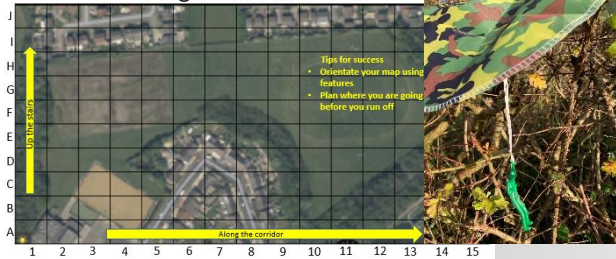 J
I
H
G
F
E
D
C
B
A
Up the stairs
Tips for success
• Orientate your map using
features
• Plan where you are going
before you run off
Along the corridor
1 2 3 4 5 6 7 8 9 10 11 12 13 14 15